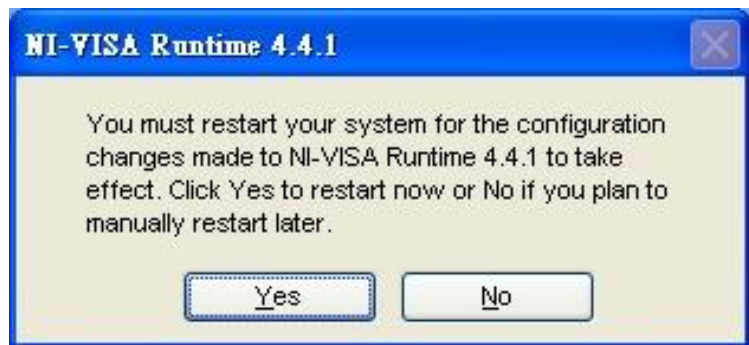 NI-VISA Runtime 4.4.1
You must restart your system for the configuration
changes made to NI-VISA Runtime 4.4.1 to take
effect. Click Yes to restart now or No if you plan to
manually restart later.
Yes
No